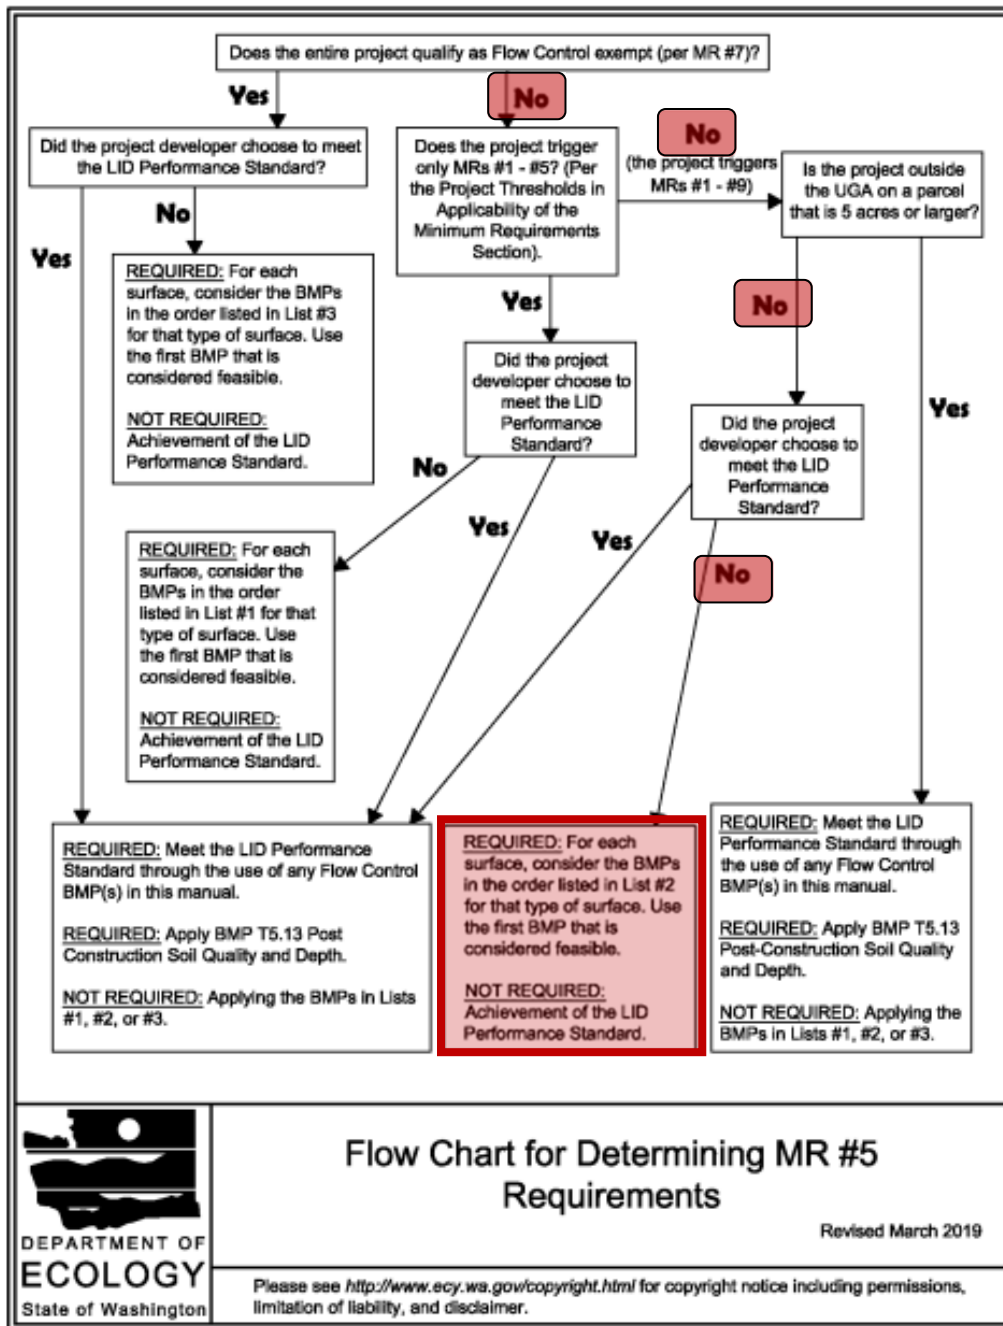 Does the entire project qualify as Flow Control exempt (per MR #7)?
Yes
No
No
Did the project developer choose to meet
the LID Performance Standard?
Does the project trigger
only MRs #1 - #5? (Per
the Project Thresholds in
Applicability of the
Minimum Requirements
Section).
(the project triggers
MRs #1 - #9)
Is the project outside
the UGA on a parcel
that is 5 acres or larger?
No
Yes
REQUIRED: For each
surface, consider the BMPs
in the order listed in List #3
for that type of surface. Use
the first BMP that is
considered feasible.
NOT REQUIRED:
Achievement of the LID
Performance Standard.
Yes
No
Yes
Did the project
developer choose to
meet the LID
Performance
Standard?
Did the project
developer choose to
meet the LID
Performance
Standard?
No
Yes
Yes
No
REQUIRED: For each
surface, consider the
BMPs in the order
listed in List #1 for that
type of surface. Use
the first BMP that is
considered feasible.
NOT REQUIRED:
Achievement of the LID
Performance Standard.
REQUIRED: Meet the LID Performance
Standard through the use of any Flow Control
BMP(s) in this manual.
REQUIRED: Apply BMP T5.13 Post
Construction Soil Quality and Depth.
NOT REQUIRED: Applying the BMPs in Lists
#1, #2, or #3.
REQUIRED: For each
surface, consider the BMPs
in the order listed in List #2
for that type of surface. Use
the first BMP that is
considered feasible.
NOT REQUIRED:
Achievement of the LID
Performance Standard.
REQUIRED: Meet the LID
Performance Standard through
the use of any Flow Control
BMP(s) in this manual.
REQUIRED: Apply BMP T5.13
Post-Construction Soil Quality
and Depth.
NOT REQUIRED: Applying the
BMPs in Lists #1, #2, or #3.
DEPARTMENT OF
ECOLOGY
State of Washington
Flow Chart for Determining MR #5
Requirements
Revised March 2019
Please see http://www.ecy.wa.gov/copyright.html for copyright notice including permissions,
limitation of liability, and disclaimer.